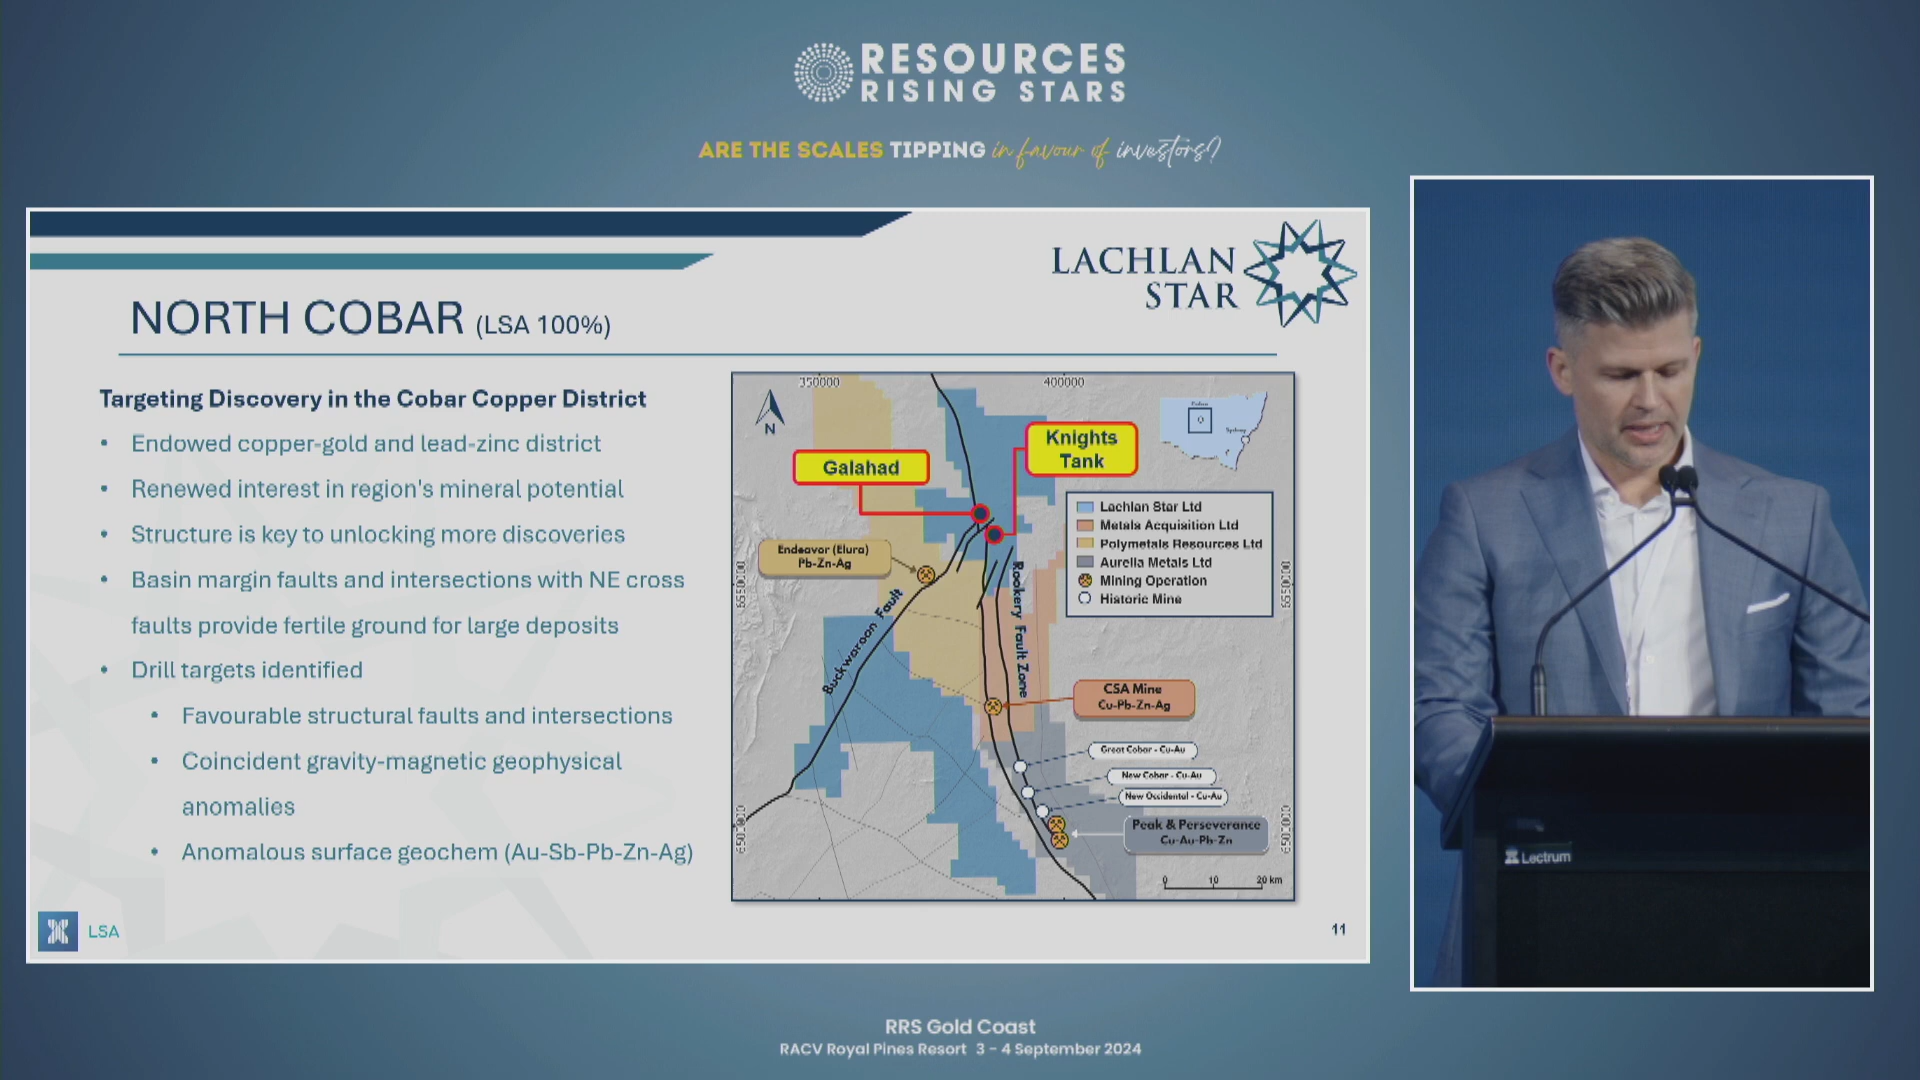 RESOURCES
RISING STARS
ARE THE SCALES TIPPING in favour of investors?
LACHLAN
STAR
NORTH COBAR (LSA 100%)
Targeting Discovery in the Cobar Copper District
• Endowed copper-gold and lead-zinc district
• Renewed interest in region's mineral potential
• Structure is key to unlocking more discoveries
• Basin margin faults and intersections with NE cross
faults provide fertile ground for large deposits
• Drill targets identified
• Favourable structural faults and intersections
• Coincident gravity-magnetic geophysical
anomalies
• Anomalous surface geochem (Au-Sb-Pb-Zn-Ag)
350000
400000
N
Galahad
Knights
Tank
Sydney
Lachlan Star Ltd
Metals Acquisition Ltd
Polymetals Resources Ltd
Aurelia Metals Ltd
Mining Operation
Historic Mine
Endeavor (Elura)
Pb-Zn-Ag
Buckwaroon Fault
Rookery Fault Zone
CSA Mine
Cu-Pb-Zn-Ag
Great Cobar - Cu-Au
New Cobar - Cu-Au
New Occidental - Cu-Au
Peak & Perseverance
Cu-Au-Pb-Zn
0 10 20 km
LSA
11
Lectrum
RRS Gold Coast
RACV Royal Pines Resort 3 - 4 September 2024